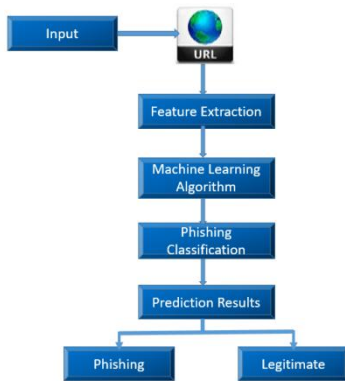 Input
URL
Feature Extraction
Machine Learning
Algorithm
Phishing
Classification
Prediction Results
Phishing
Legitimate